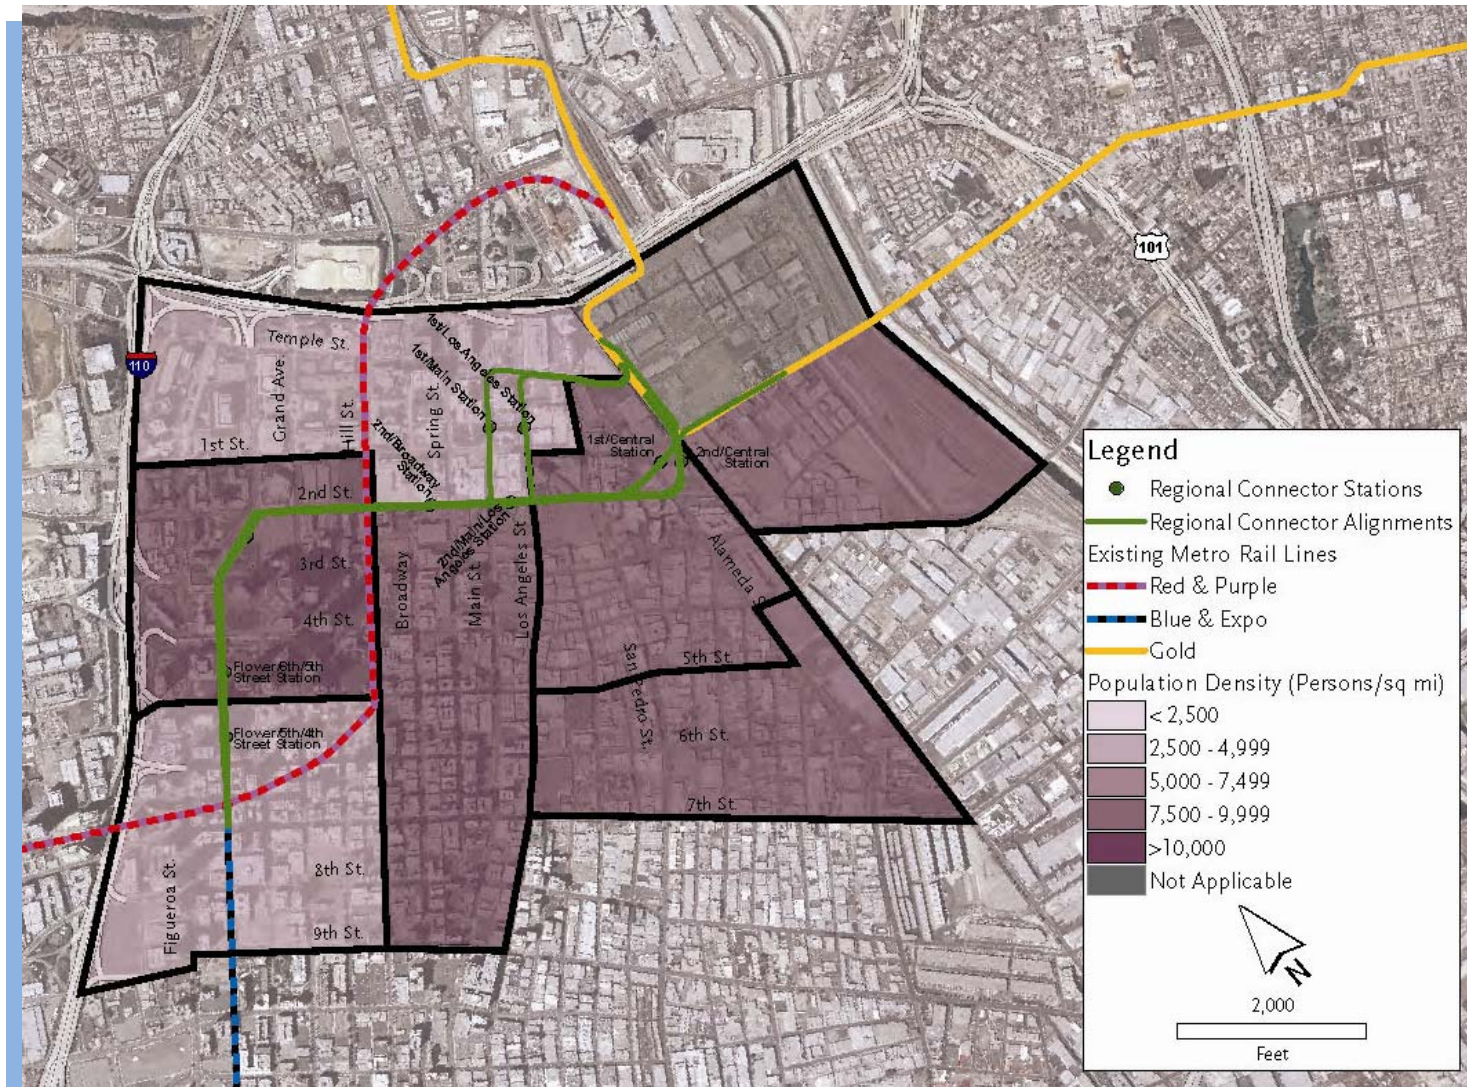 101
110
Temple St.
Grand Ave.
Hill St.
Spring St.
1st/Los Angeles Station
1st/Main Station
1st St.
2nd/Broadway
Station
1st/Central
Station
2nd/Central
Station
2nd St.
2nd/Main/Los
Angeles Station
3rd St.
Broadway
Main St.
Los Angeles St.
Alameda S
4th St.
Flower/6th/5th
Street Station
San Pedro St.
5th St.
Flower/5th/4th
Street Station
6th St.
7th St.
8th St.
Figueroa St.
9th St.
Legend
Regional Connector Stations
Regional Connector Alignments
Existing Metro Rail Lines
Red & Purple
Blue & Expo
Gold
Population Density (Persons/sq mi)
< 2,500
2,500 - 4,999
5,000 - 7,499
7,500 - 9,999
>10,000
Not Applicable
N
2,000
Feet